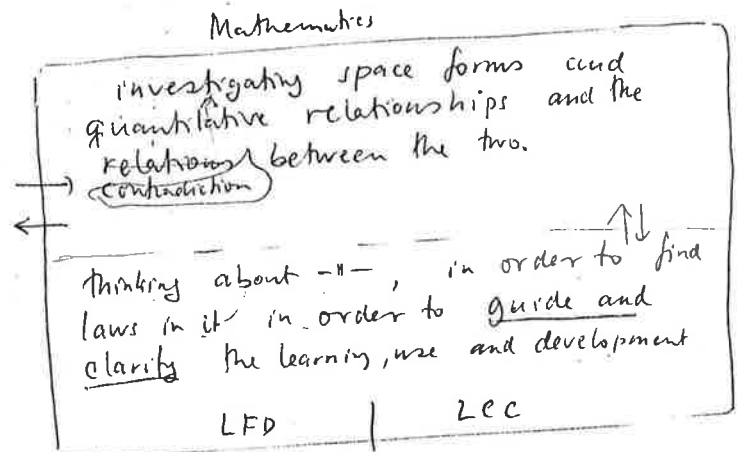 Mathematics
investigating space forms and
quantitative relationships and the
relations between the two.
contradiction
thinking about -"-, in order to find
laws in it in order to guide and
clarify the learning, use and development
LFD | LCC